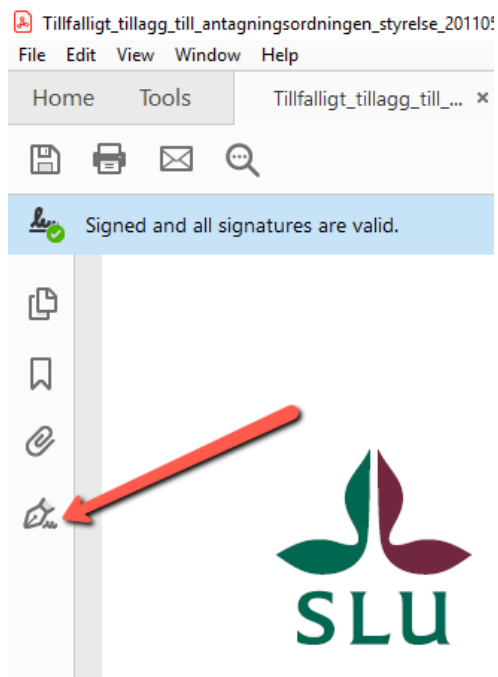 Tillfalligt_tillagg_till_antagningsordningen_styrelse_201105
File Edit View Window Help
Home Tools Tillfalligt_tillagg_till_... ×
Signed and all signatures are valid.
SLU